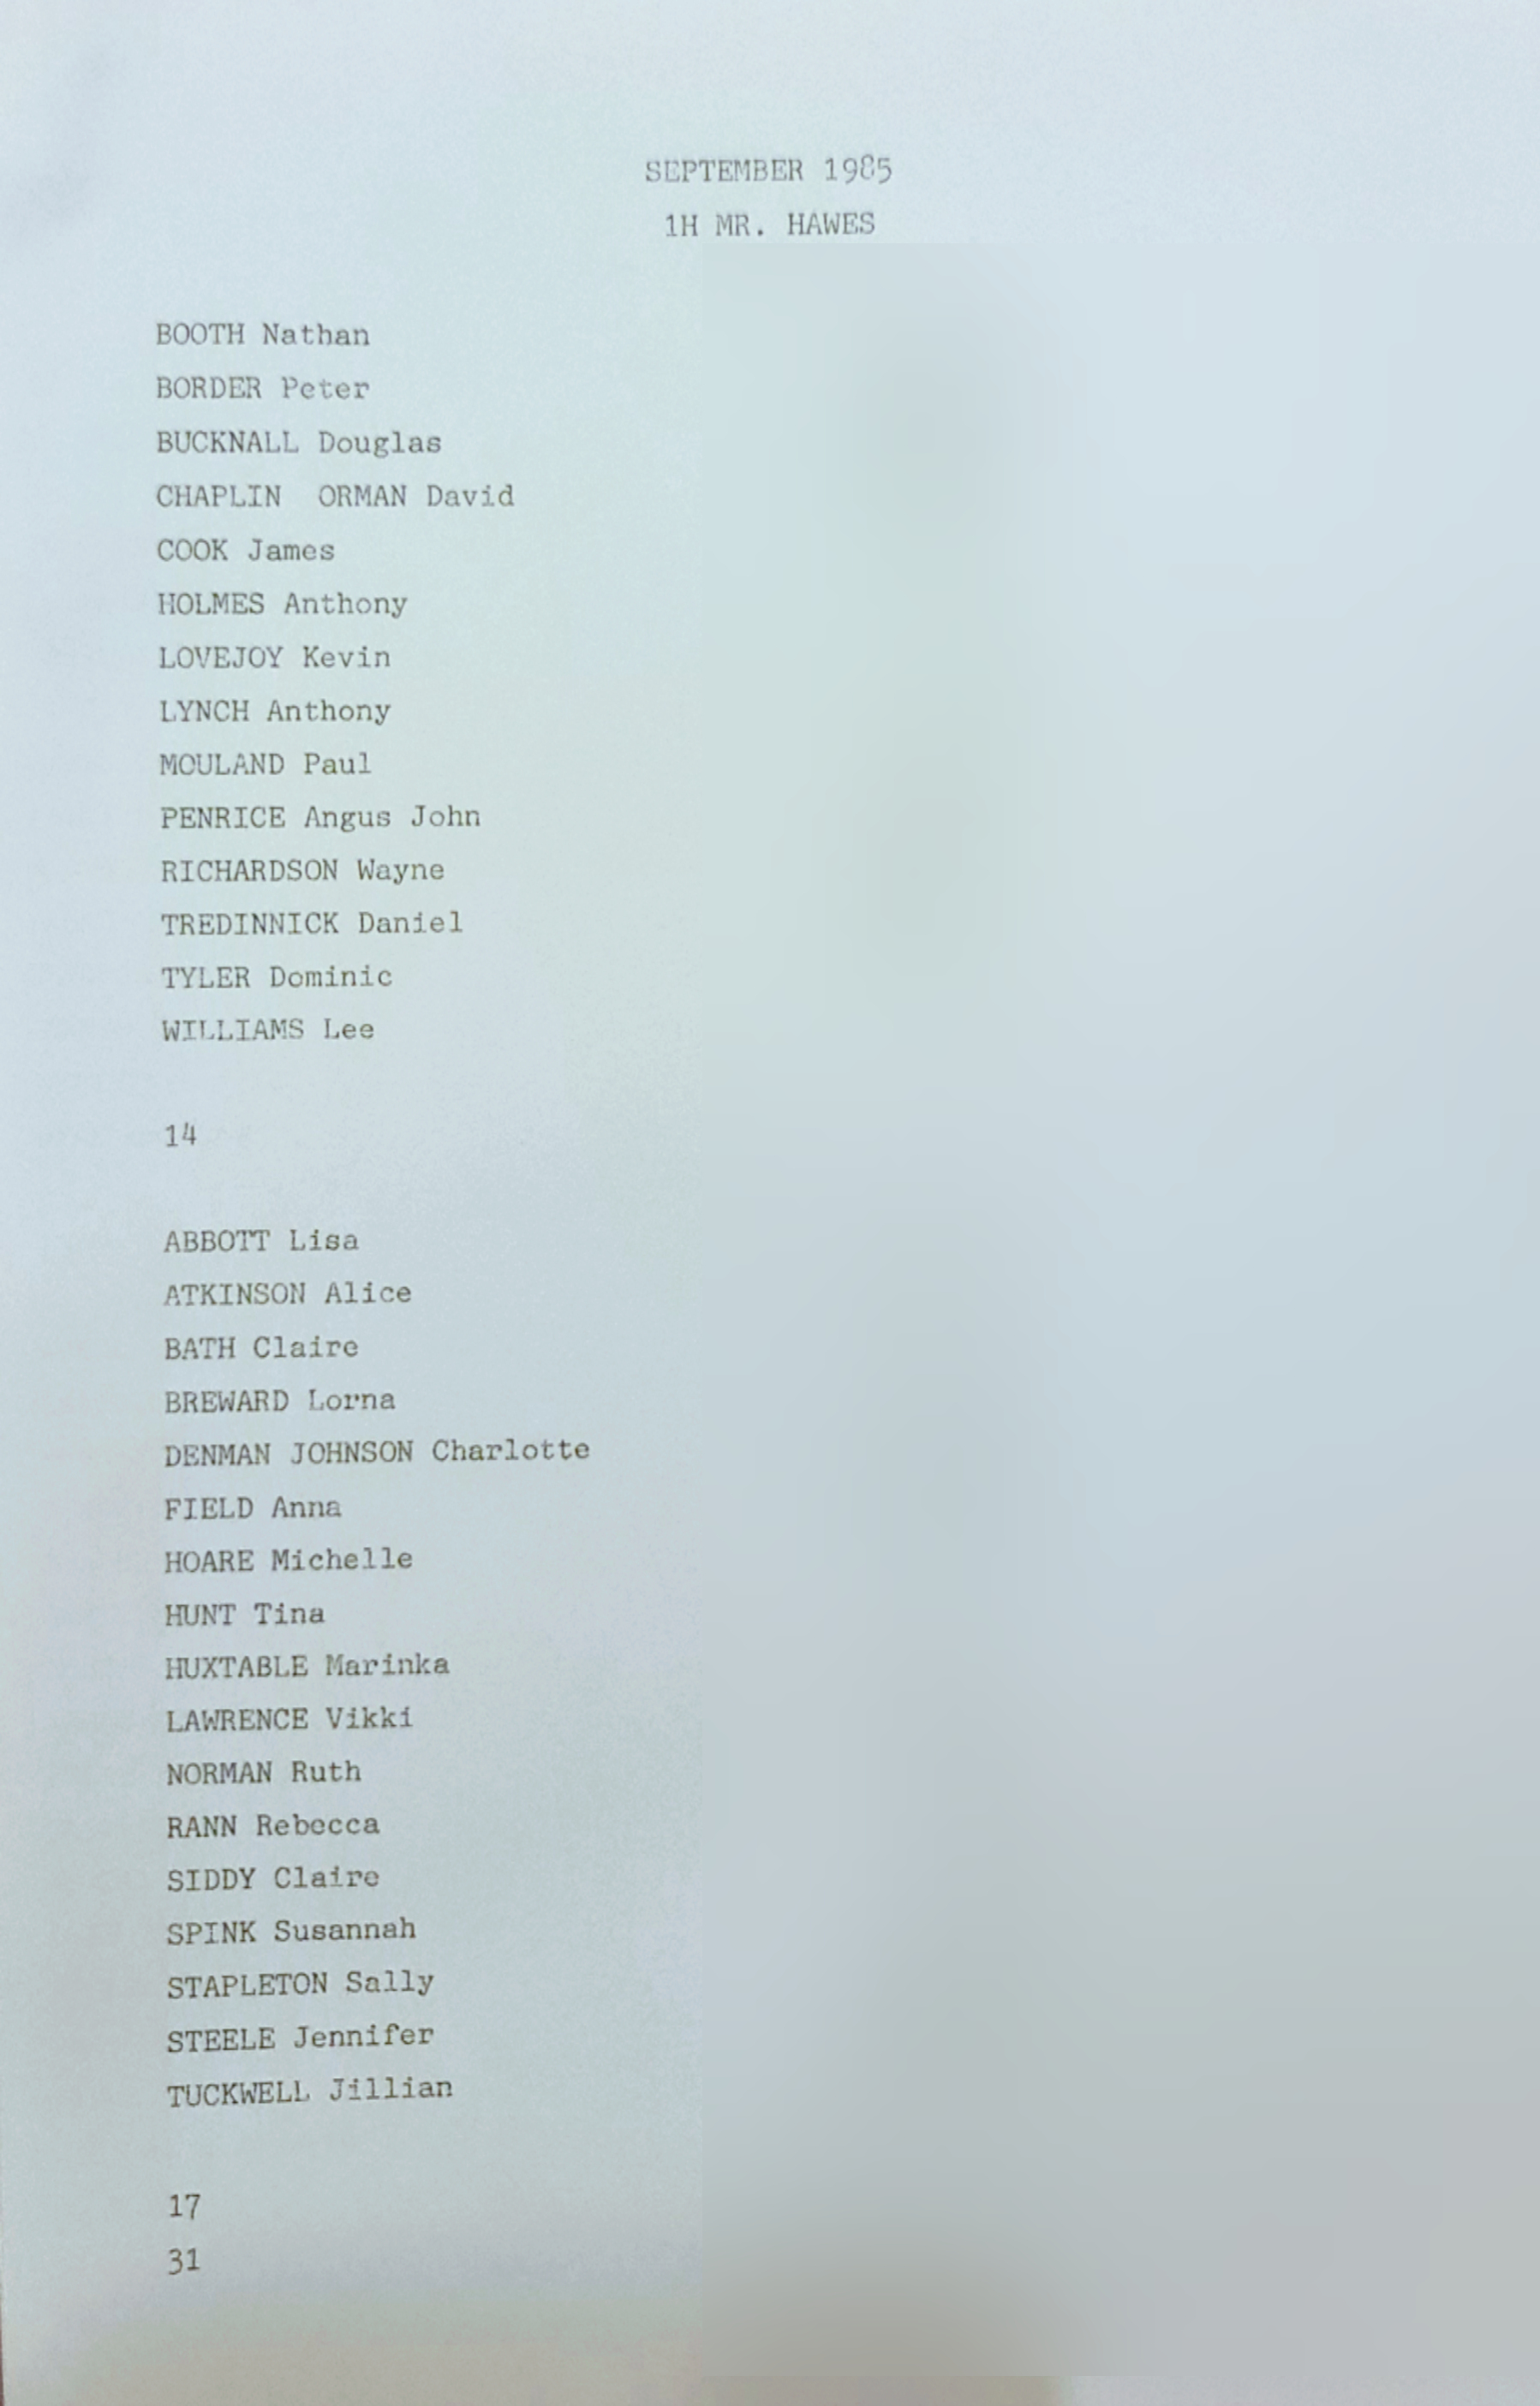 SEPTEMBER 1985
1H MR. HAWES
BOOTH Nathan
BORDER Peter
BUCKNALL Douglas
CHAPLIN ORMAN David
COOK James
HOLMES Anthony
LOVEJOY Kevin
LYNCH Anthony
MOULAND Paul
PENRICE Angus John
RICHARDSON Wayne
TREDINNICK Daniel
TYLER Dominic
WILLIAMS Lee
14
ABBOTT Lisa
ATKINSON Alice
BATH Claire
BREWARD Lorna
DENMAN JOHNSON Charlotte
FIELD Anna
HOARE Michelle
HUNT Tina
HUXTABLE Marinka
LAWRENCE Vikki
NORMAN Ruth
RANN Rebecca
SIDDY Claire
SPINK Susannah
STAPLETON Sally
STEELE Jennifer
TUCKWELL Jillian
17
31